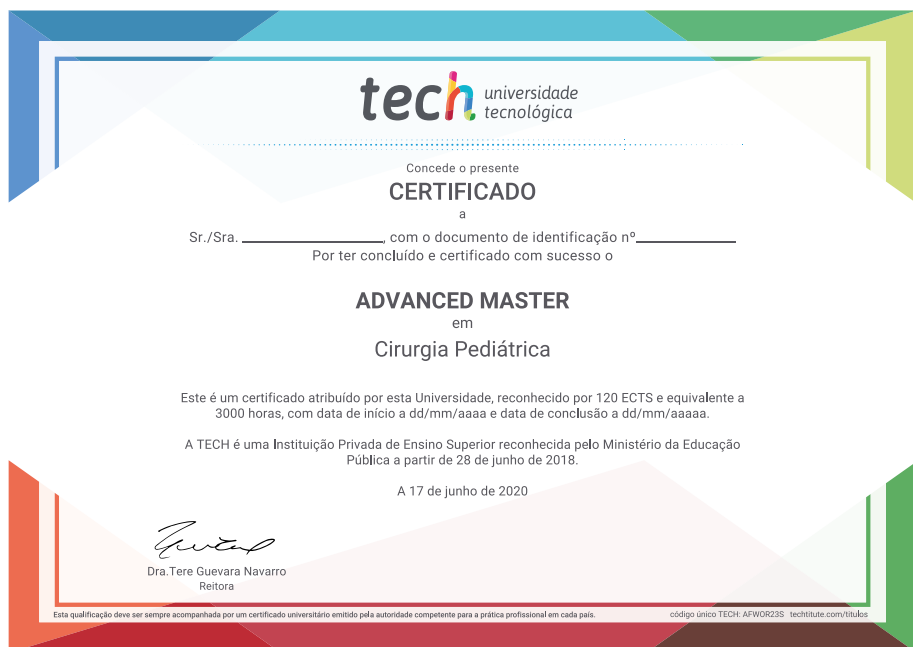 tech universidade
tecnológica
Concede o presente
CERTIFICADO
a
Sr./Sra. ____________________, com o documento de identificação nº______________
Por ter concluído e certificado com sucesso o
ADVANCED MASTER
em
Cirurgia Pediátrica
Este é um certificado atribuído por esta Universidade, reconhecido por 120 ECTS e equivalente a
3000 horas, com data de início a dd/mm/aaaa e data de conclusão a dd/mm/aaaaa.
A TECH é uma Instituição Privada de Ensino Superior reconhecida pelo Ministério da Educação
Pública a partir de 28 de junho de 2018.
A 17 de junho de 2020
Dra.Tere Guevara Navarro
Reitora
Esta qualificação deve ser sempre acompanhada por um certificado universitário emitido pela autoridade competente para a prática profissional em cada país.
código único TECH: AFWOR23S techtitute.com/titulos